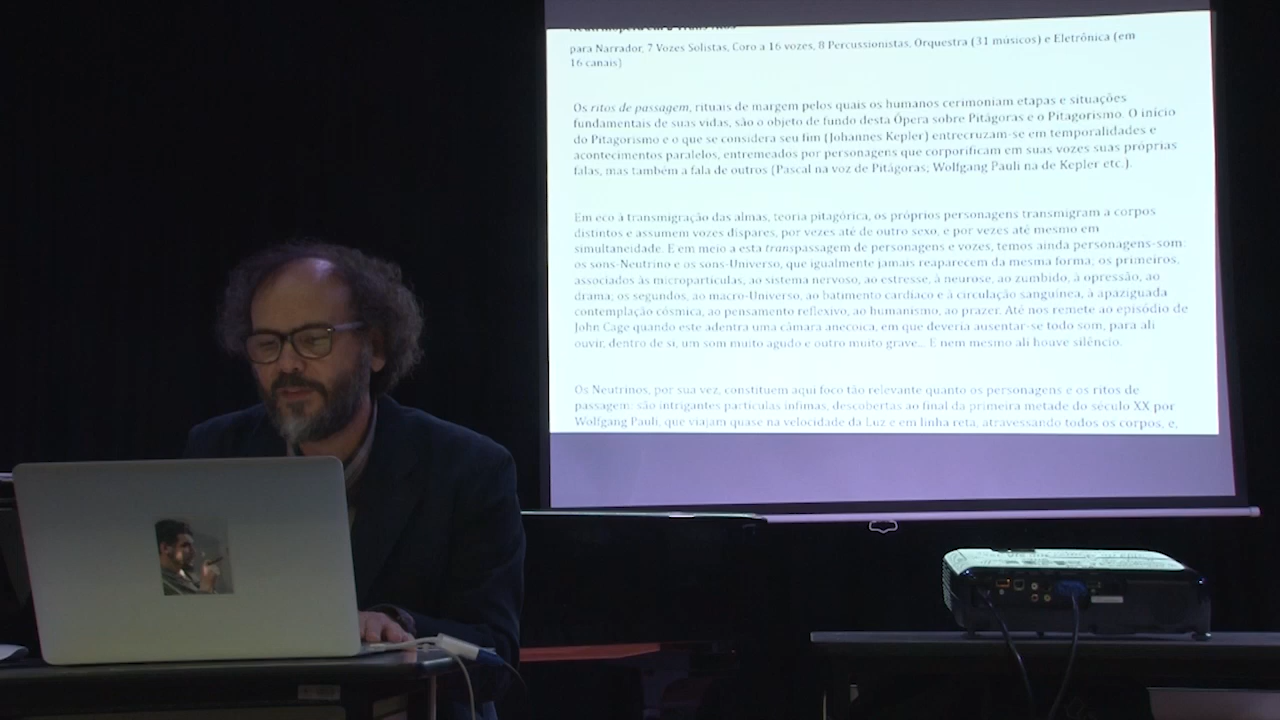 para Narrador, 7 Vozes Solistas, Coro a 16 vozes, 8 Percussionistas, Orquestra (31 músicos) e Eletrônica (em
16 canais)
Os ritos de passagem, rituais de margem pelos quais os humanos cerimoniam etapas e situações
fundamentais de suas vidas, são o objeto de fundo desta Ópera sobre Pitágoras e o Pitagorismo. O início
do Pitagorismo e o que se considera seu fim (Johannes Kepler) entrecruzam-se em temporalidades e
acontecimentos paralelos, entremeados por personagens que corporificam em suas vozes suas próprias
falas, mas também a fala de outros (Pascal na voz de Pitágoras; Wolfgang Pauli na de Kepler etc.).
Em eco à transmigração das almas, teoria pitagórica, os próprios personagens transmigram a corpos
distintos e assumem vozes díspares, por vezes até de outro sexo, e por vezes até mesmo em
simultaneidade. E em meio a esta transpassagem de personagens e vozes, temos ainda personagens-som:
os sons-Neutrino e os sons-Universo, que igualmente jamais reaparecem da mesma forma; os primeiros,
associados às micropartículas, ao sistema nervoso, ao estresse, à neurose, ao zumbido, à opressão, ao
drama; os segundos, ao macro-Universo, ao batimento cardíaco e à circulação sanguínea, à apaziguada
contemplação cósmica, ao pensamento reflexivo, ao humanismo, ao prazer. Até nos remete ao episódio de
John Cage quando este adentra uma câmara anecoica, em que deveria ausentar-se todo som, para ali
ouvir, dentro de si, um som muito agudo e outro muito grave... E nem mesmo ali houve silêncio.
Os Neutrinos, por sua vez, constituem aqui foco tão relevante quanto os personagens e os ritos de
passagem: são intrigantes partículas ínfimas, descobertas ao final da primeira metade do século XX por
Wolfgang Pauli, que viajam quase na velocidade da Luz e em linha reta, atravessando todos os corpos, e,